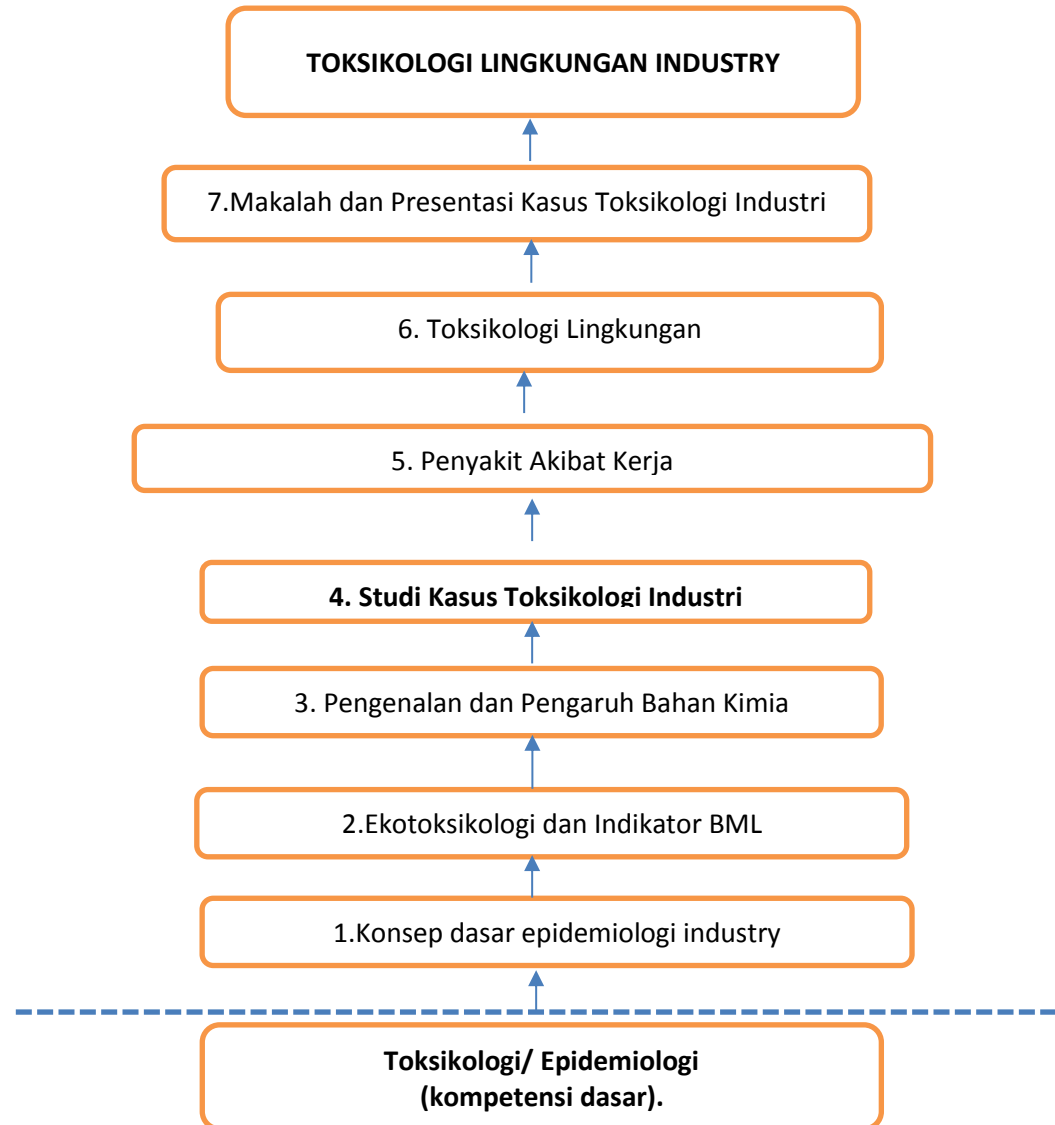 TOKSIKOLOGI LINGKUNGAN INDUSTRY
7.Makalah dan Presentasi Kasus Toksikologi Industri
6. Toksikologi Lingkungan
5. Penyakit Akibat Kerja
4. Studi Kasus Toksikologi Industri
3. Pengenalan dan Pengaruh Bahan Kimia
2.Ekotoksikologi dan Indikator BML
1.Konsep dasar epidemiologi industry
Toksikologi/ Epidemiologi
(kompetensi dasar).